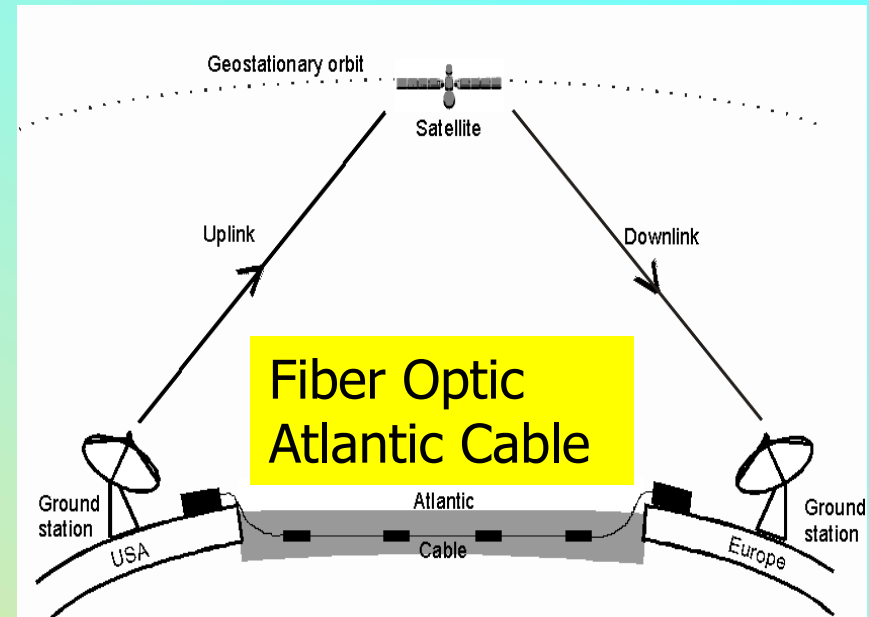 Geostationary orbit
Satellite
Uplink
Downlink
Fiber Optic
Atlantic Cable
Ground
station
Atlantic
Ground
station
USA
Cable
Europe